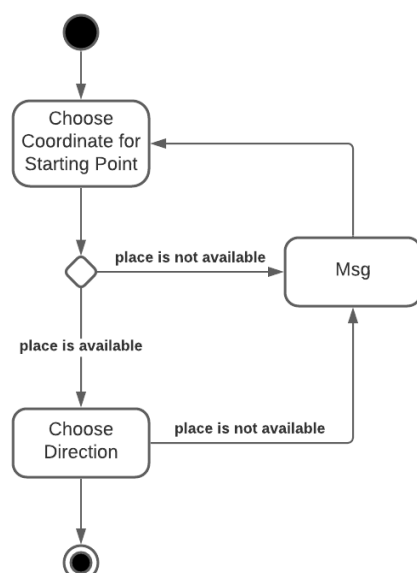 Choose
Coordinate for
Starting Point
place is not available
Msg
place is available
Choose
Direction
place is not available